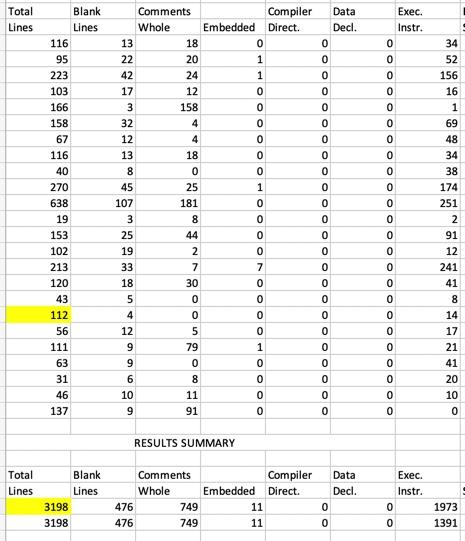 Total Blank Comments Compiler Data Exec.
Lines Lines Whole Embedded Direct. Decl. Instr.
116 13 18 0 0 0 34
95 22 20 1 0 0 52
223 42 24 1 0 0 156
103 17 12 0 0 0 16
166 3 158 0 0 0 1
158 32 4 0 0 0 69
67 12 4 0 0 0 48
116 13 18 0 0 0 34
40 8 0 0 0 0 38
270 45 25 1 0 0 174
638 107 181 0 0 0 251
19 3 8 0 0 0 2
153 25 44 0 0 0 91
102 19 2 0 0 0 12
213 33 7 7 0 0 241
120 18 30 0 0 0 41
43 5 0 0 0 0 8
112 4 0 0 0 0 14
56 12 5 0 0 0 17
111 9 79 1 0 0 21
63 9 0 0 0 0 41
31 6 8 0 0 0 20
46 10 11 0 0 0 10
137 9 91 0 0 0 0
RESULTS SUMMARY
Total Blank Comments Compiler Data Exec.
Lines Lines Whole Embedded Direct. Decl. Instr.
3198 476 749 11 0 0 1973
3198 476 749 11 0 0 1391